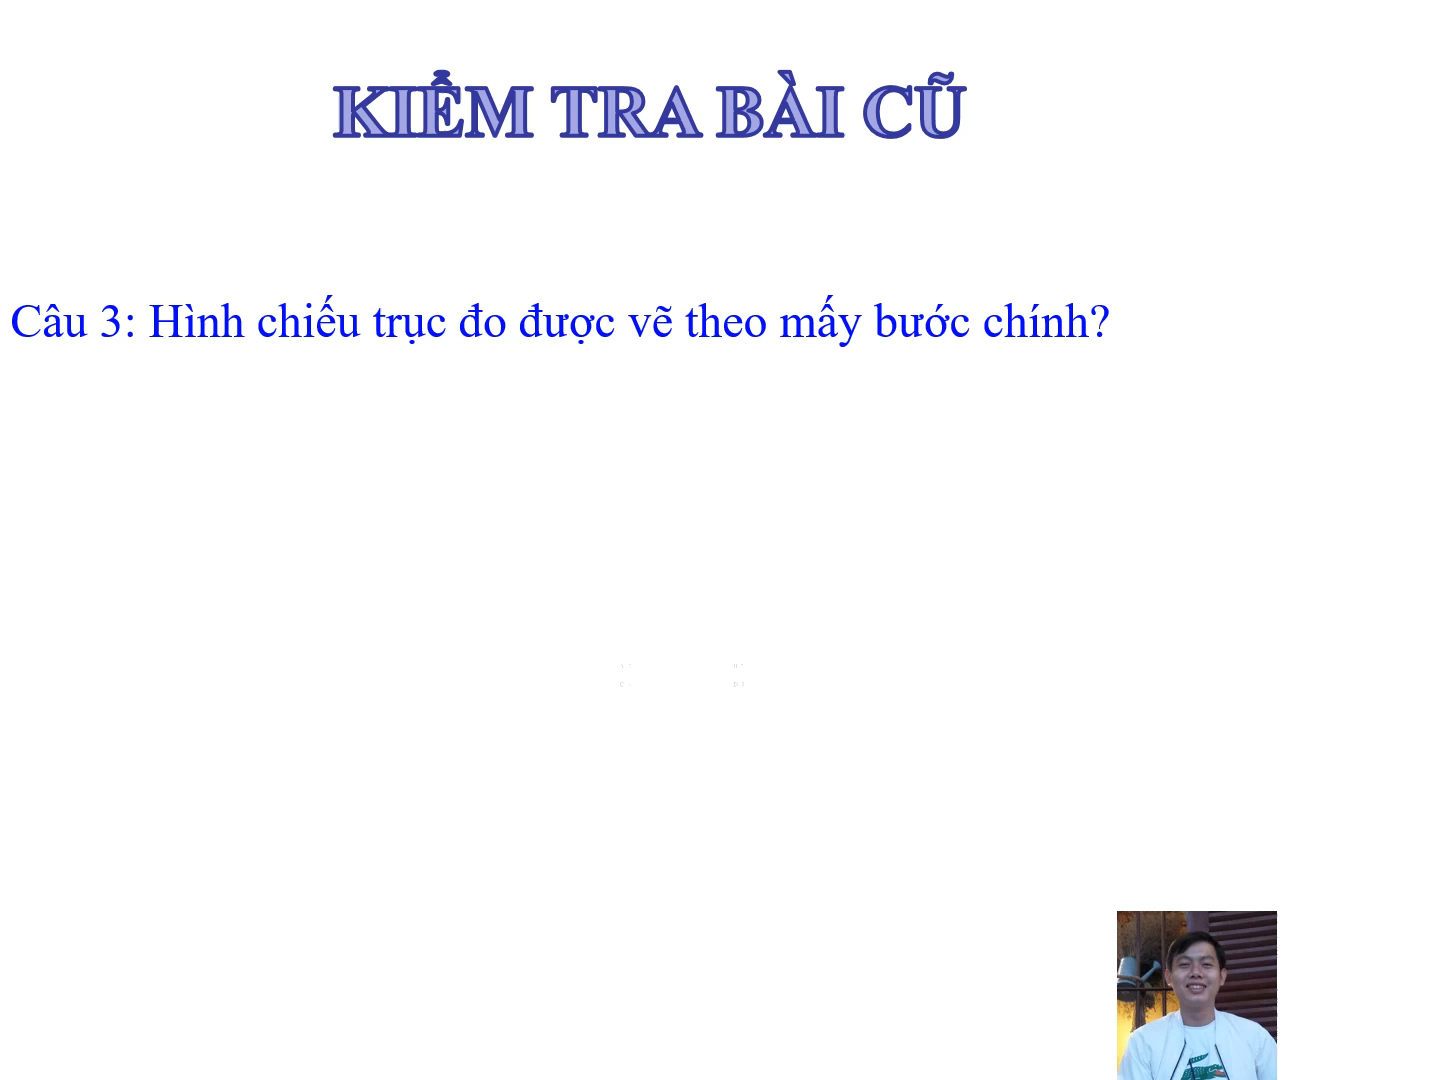 KIỂM TRA BÀI CŨ
Câu 3: Hình chiếu trục đo được vẽ theo mấy bước chính?